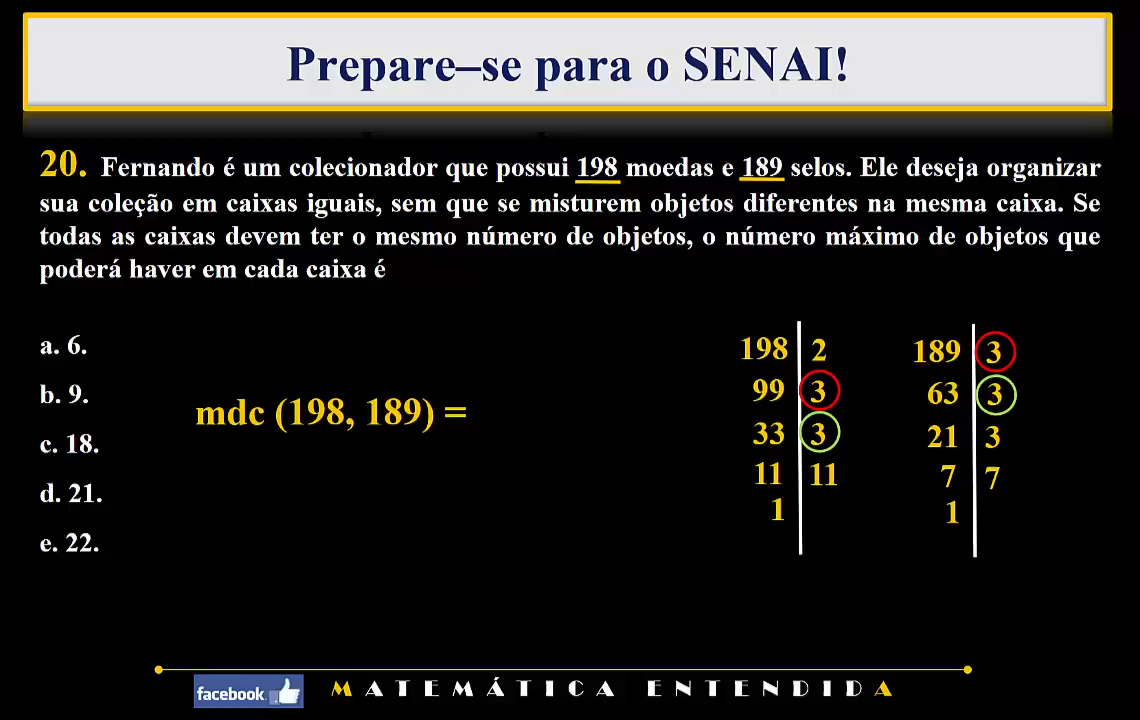 Prepare–se para o SENAI!
20. Fernando é um colecionador que possui 198 moedas e 189 selos. Ele deseja organizar
sua coleção em caixas iguais, sem que se misturem objetos diferentes na mesma caixa. Se
todas as caixas devem ter o mesmo número de objetos, o número máximo de objetos que
poderá haver em cada caixa é
a. 6.
b. 9.
c. 18.
d. 21.
e. 22.
mdc (198, 189) =
198 2
99 3
33 3
11 11
1
189 3
63 3
21 3
7 7
1
facebook.
MATEMÁTICA ENTENDIDA